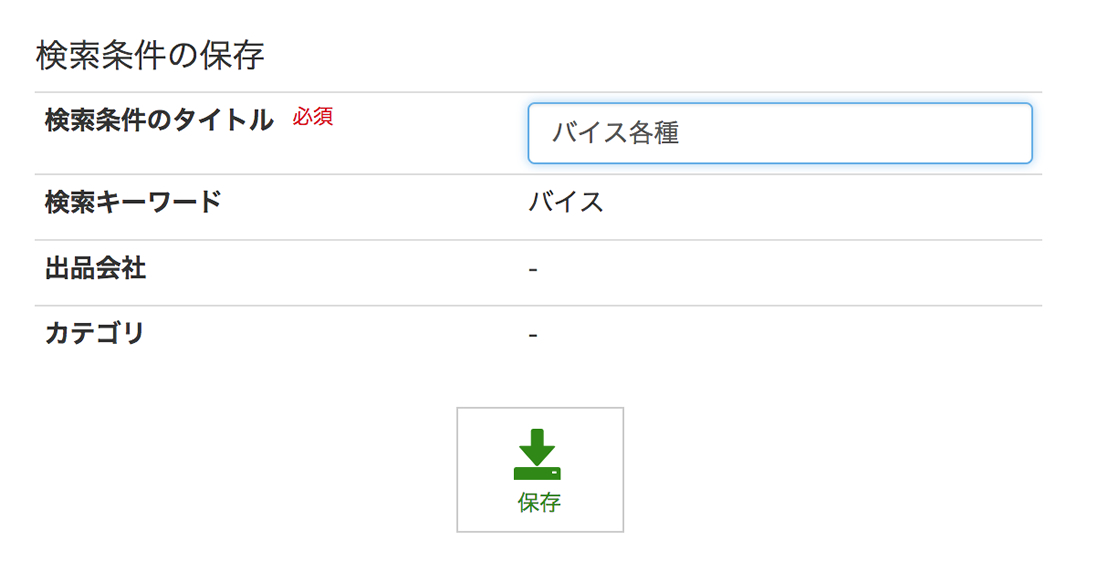 検索条件の保存
検索条件のタイトル 必須 バイス各種
検索キーワード バイス
出品会社 -
カテゴリ -
保存